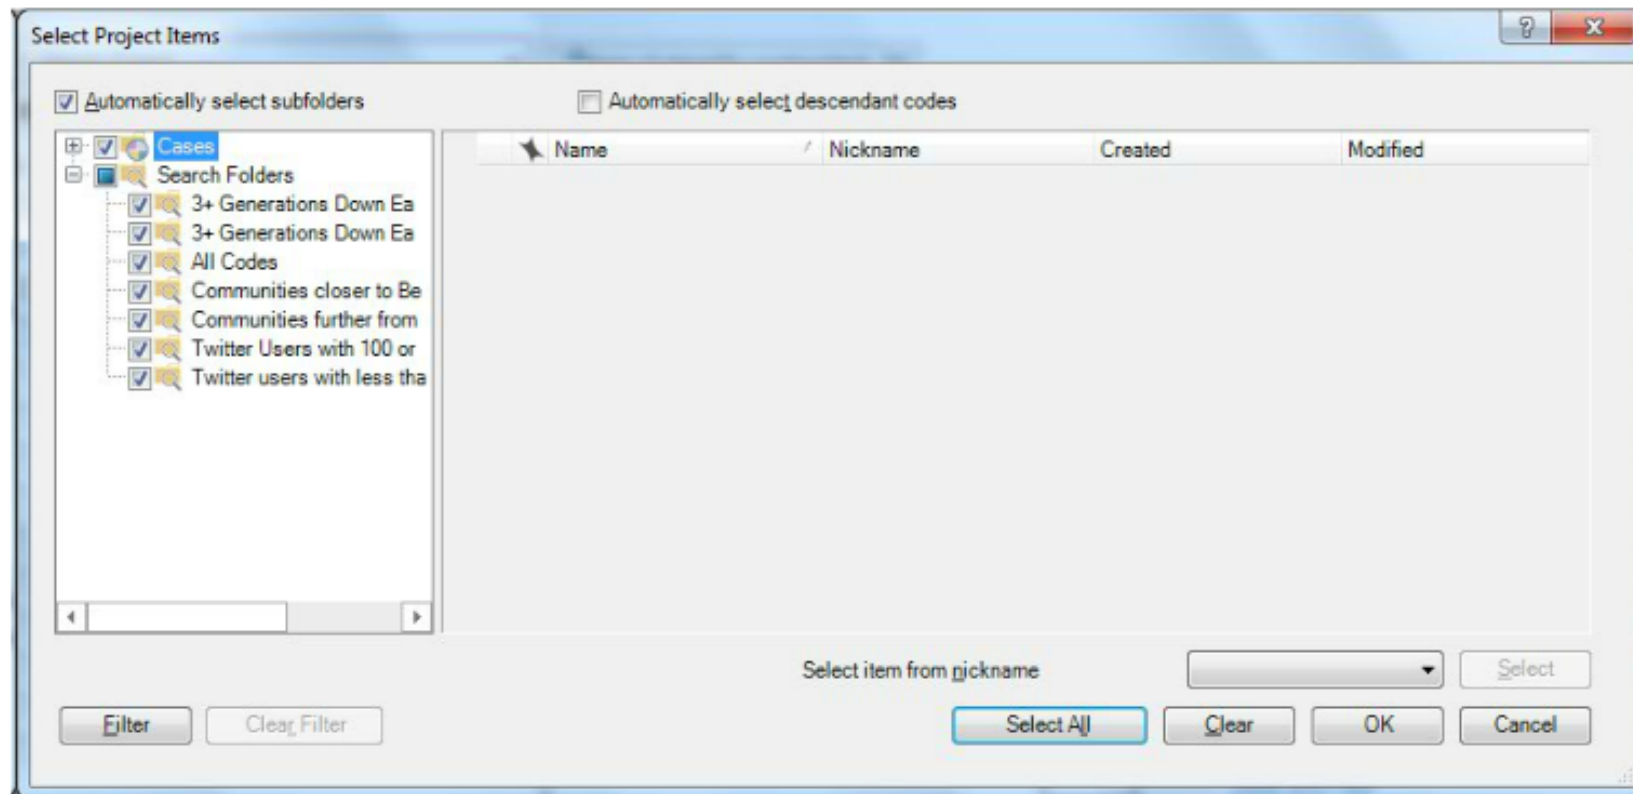 Select Project Items
Automatically select subfolders
Automatically select descendant codes
Cases
Search Folders
3+ Generations Down Ea
3+ Generations Down Ea
All Codes
Communities closer to Be
Communities further from
Twitter Users with 100 or
Twitter users with less tha
Name Nickname Created Modified
Select item from nickname Select
Filter Clear Filter Select All Clear OK Cancel